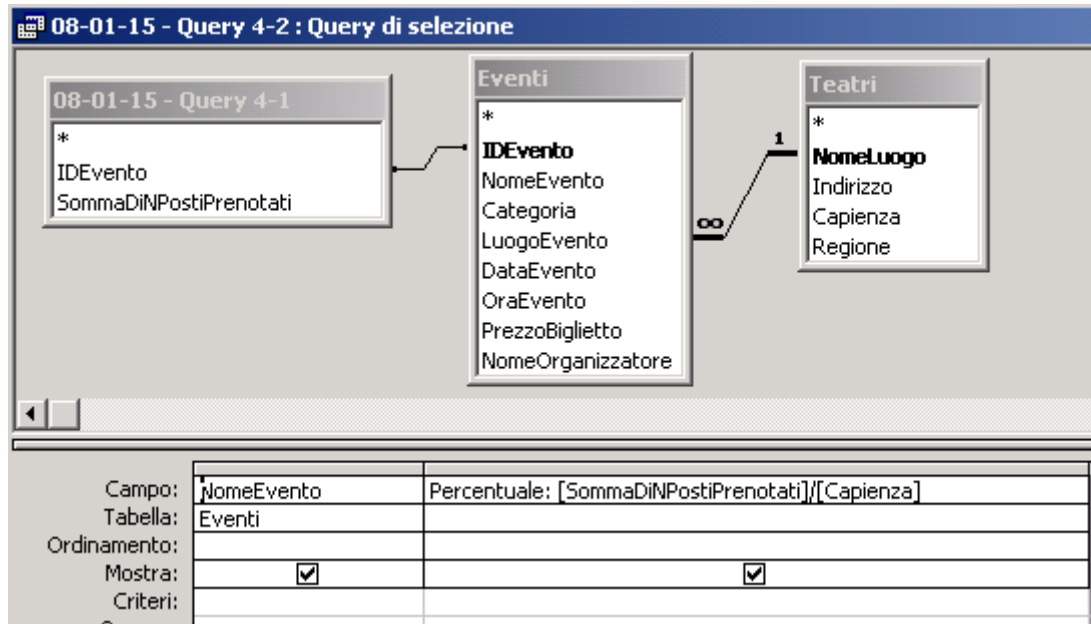 08-01-15 - Query 4-2 : Query di selezione
08-01-15 - Query 4-1
*
IDEvento
SommaDiNPostiPrenotati
Eventi
*
IDEvento
NomeEvento
Categoria
LuogoEvento
DataEvento
OraEvento
PrezzoBiglietto
NomeOrganizzatore
∞
1
Teatri
*
NomeLuogo
Indirizzo
Capienza
Regione
Campo: NomeEvento Percentuale: [SommaDiNPostiPrenotati]/[Capienza]
Tabella: Eventi
Ordinamento:
Mostra:
Criteri: